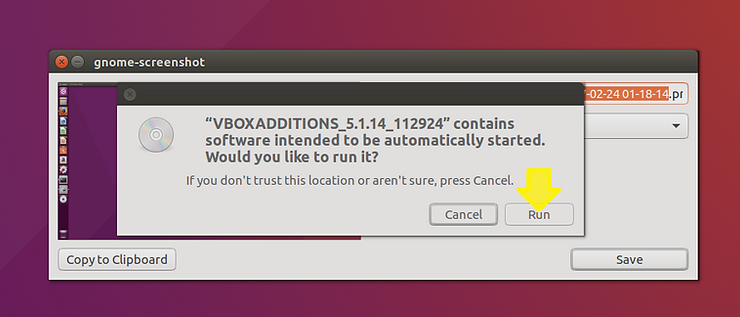 gnome-screenshot
-02-24 01-18-14.pr
“VBOXADDITIONS_5.1.14_112924” contains
software intended to be automatically started.
Would you like to run it?
If you don't trust this location or aren't sure, press Cancel.
Cancel Run
Copy to Clipboard Save